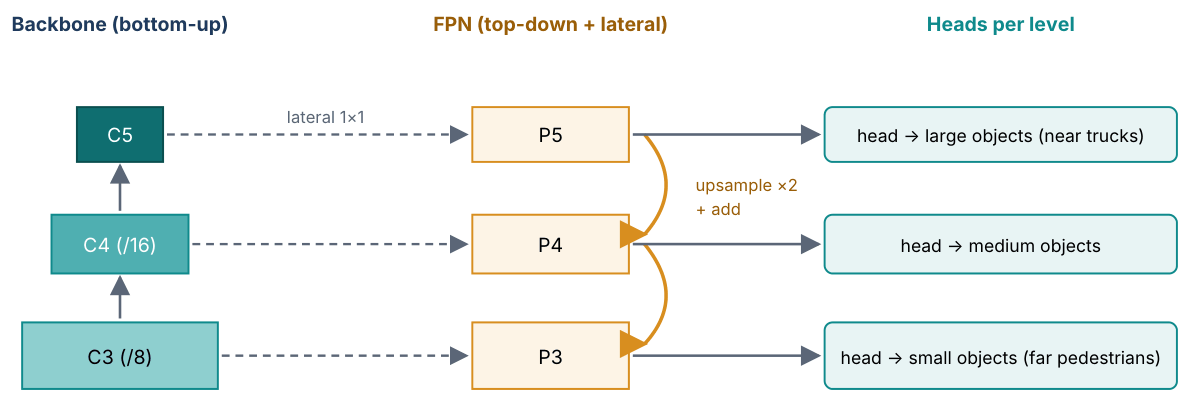 Backbone (bottom-up)
FPN (top-down + lateral)
Heads per level
C5
lateral 1×1
P5
head → large objects (near trucks)
upsample ×2
+ add
C4 (/16)
P4
head → medium objects
C3 (/8)
P3
head → small objects (far pedestrians)